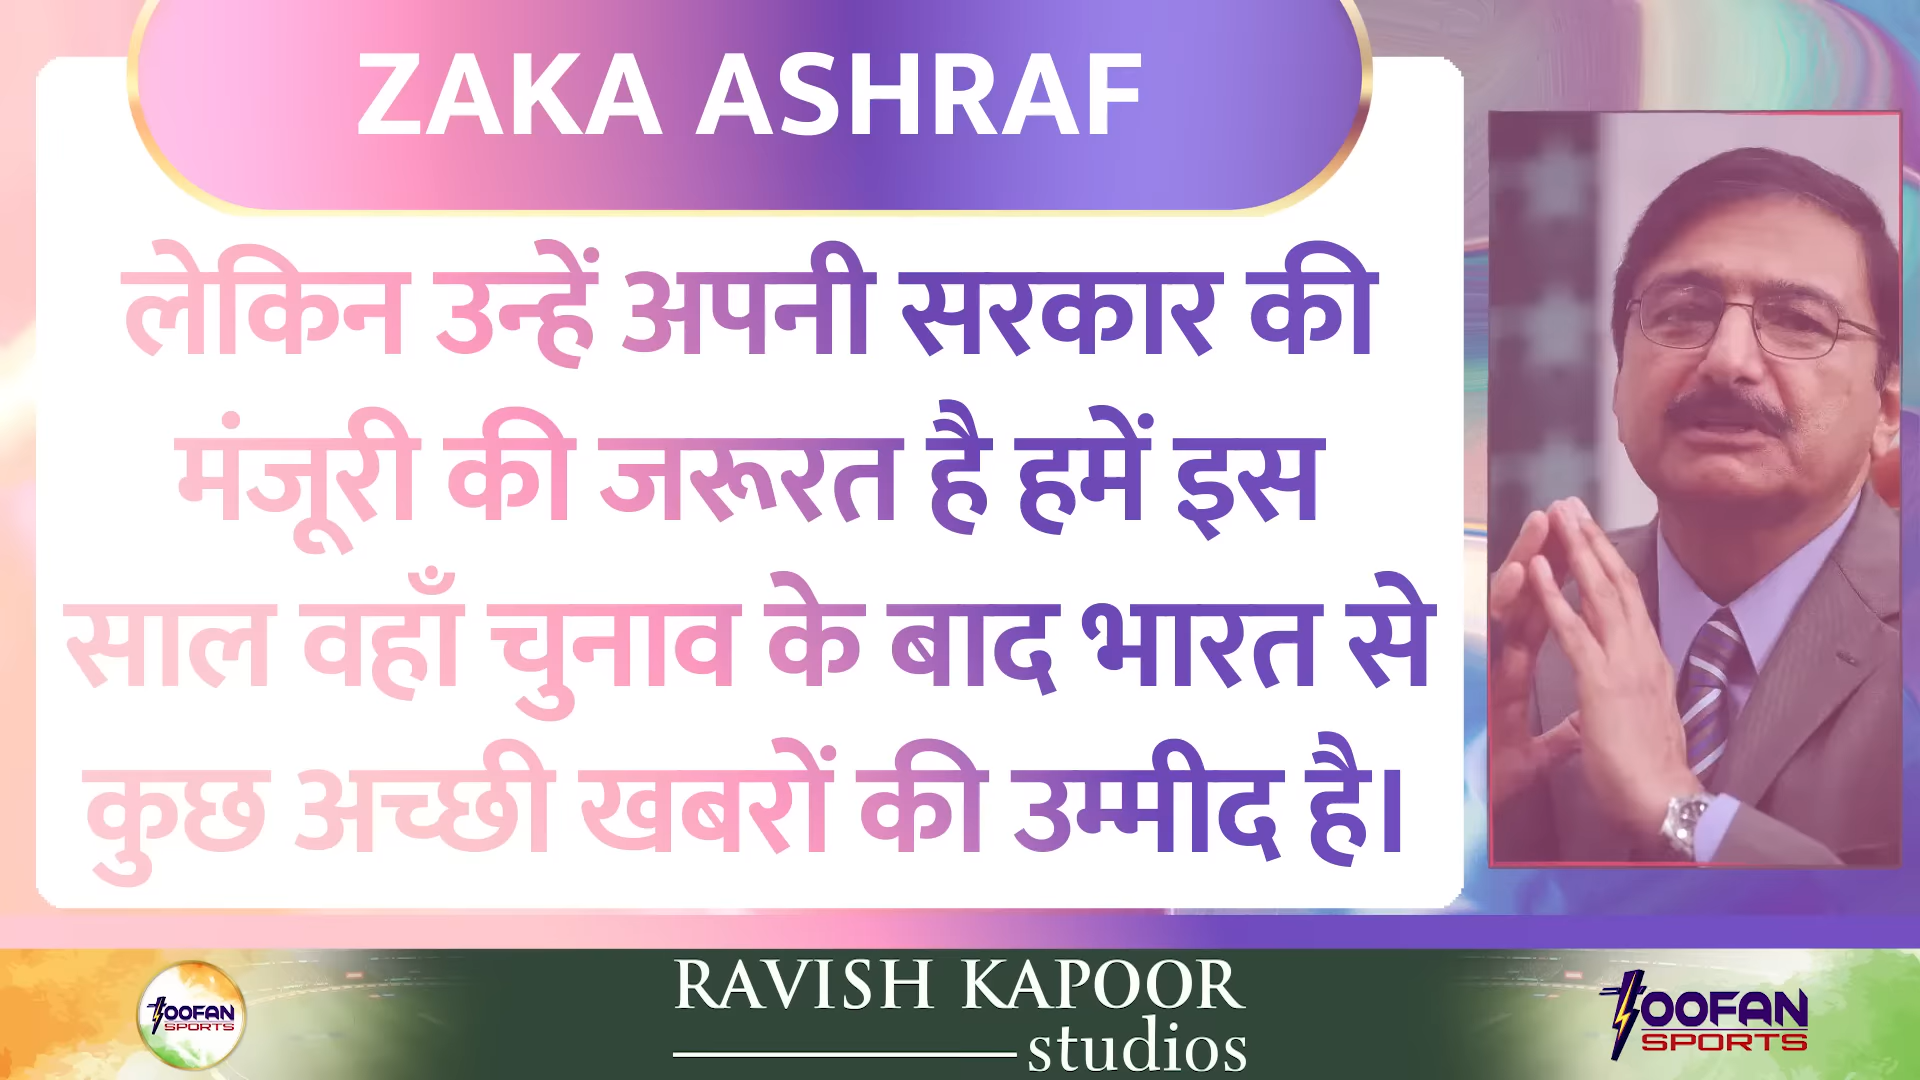 ZAKA ASHRAF
लेकिन उन्हें अपनी सरकार की
मंजूरी की जरूरत है हमें इस
साल वहाँ चुनाव के बाद भारत से
कुछ अच्छी खबरों की उम्मीद है।
TOOFAN
SPORTS
RAVISH KAPOOR
studios
TOOFAN
SPORTS